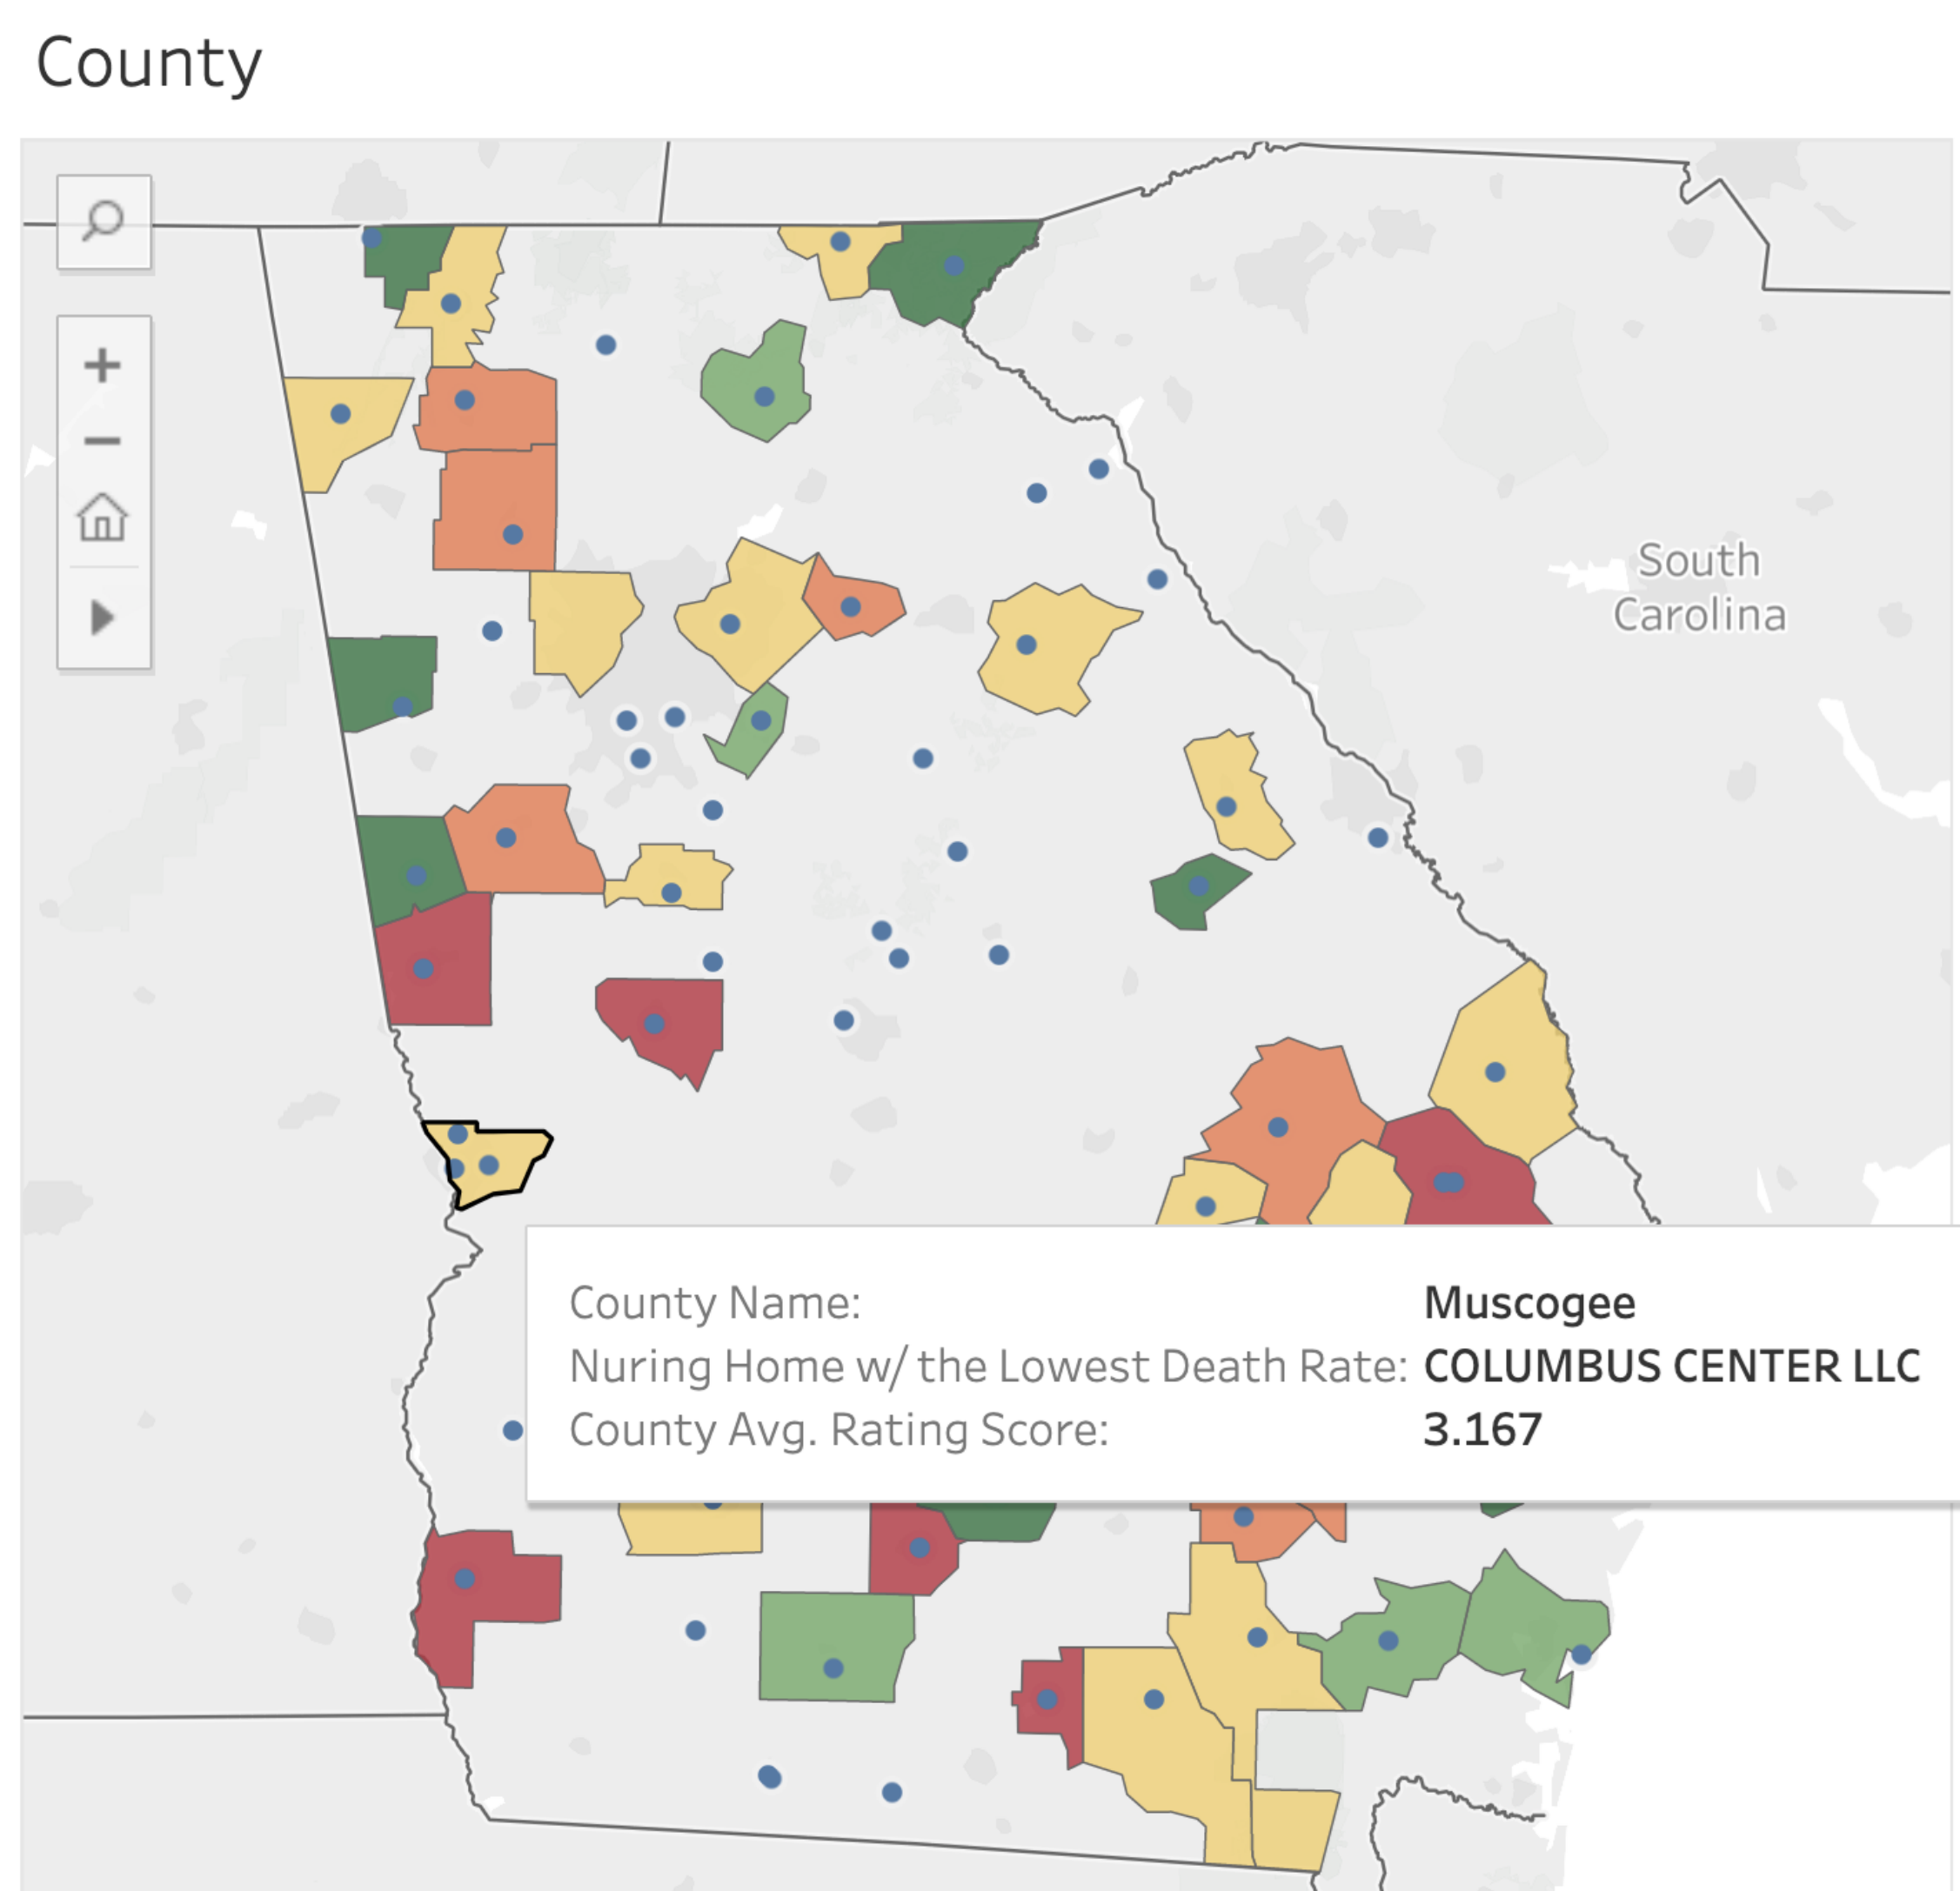 County
South
Carolina
County Name: Muscogee
Nuring Home w/ the Lowest Death Rate: COLUMBUS CENTER LLC
County Avg. Rating Score: 3.167